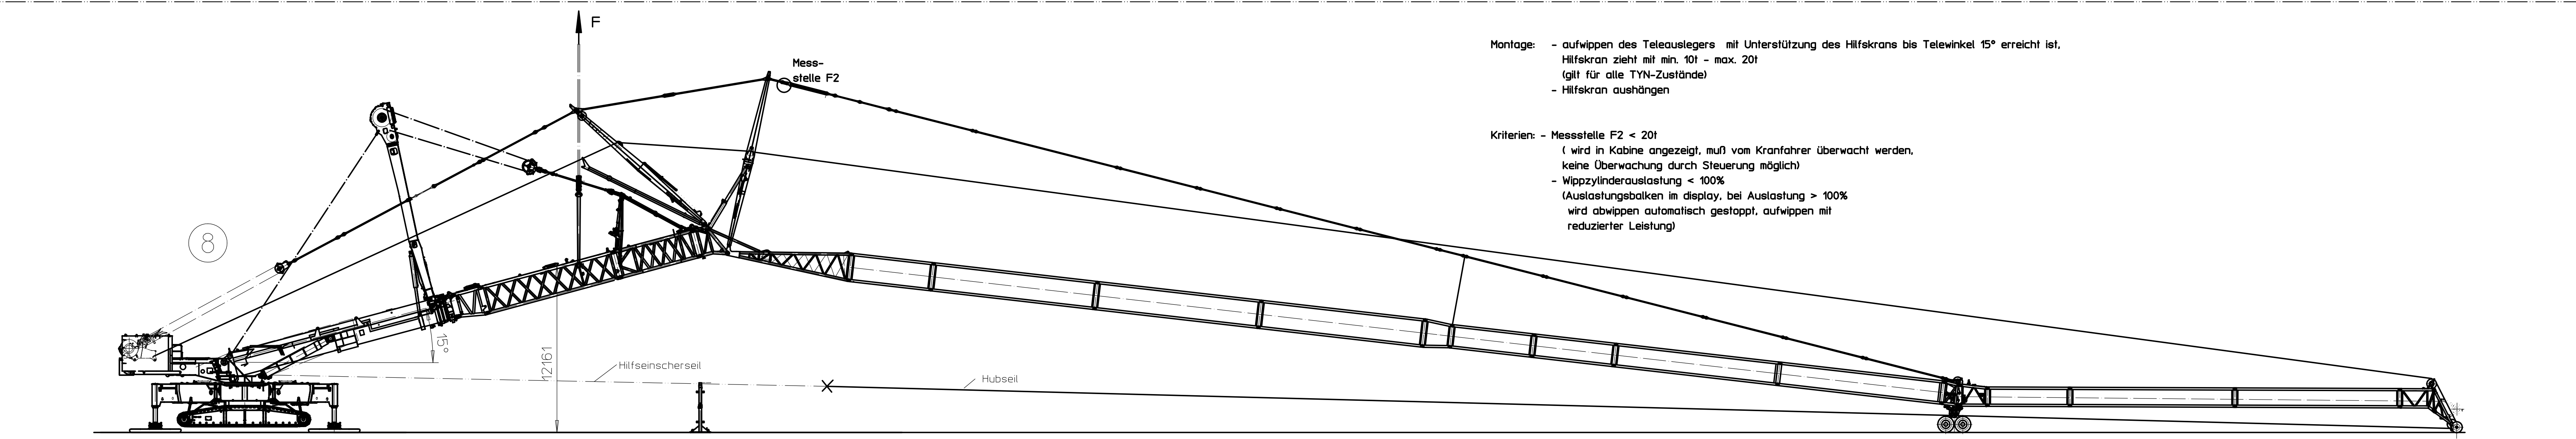 F
Mess-
stelle F2
Montage: - aufwippen des Teleauslegers mit Unterstützung des Hilfskrans bis Telewinkel 15° erreicht ist,
Hilfskran zieht mit min. 10t - max. 20t
(gilt für alle TYN-Zustände)
- Hilfskran aushängen
Kriterien: - Messstelle F2 < 20t
( wird in Kabine angezeigt, muß vom Kranfahrer überwacht werden,
keine Überwachung durch Steuerung möglich)
- Wippzylinderauslastung < 100%
(Auslastungsbalken im display, bei Auslastung > 100%
wird abwippen automatisch gestoppt, aufwippen mit
reduzierter Leistung)
8
15°
12161
Hilfseinscherseil
Hubseil